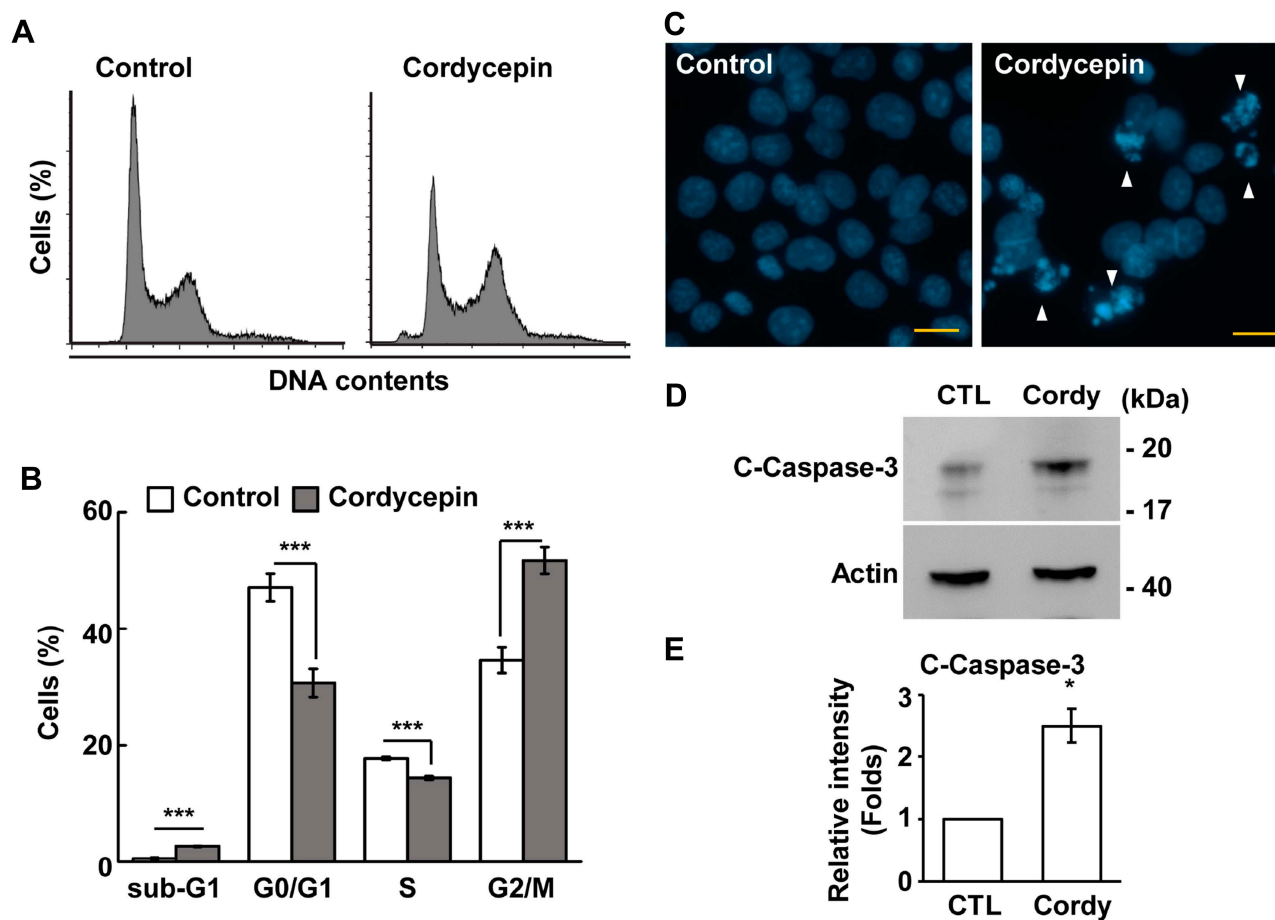 A
Control
Cordycepin
Cells (%)
DNA contents
B
Control Cordycepin
60
40
20
0
Cells (%)
***
***
***
***
sub-G1 G0/G1 S G2/M
C
Control
Cordycepin
D
CTL Cordy (kDa)
C-Caspase-3
- 20
- 17
Actin
- 40
E
C-Caspase-3
Relative intensity
(Folds)
3
2
1
0
*
CTL Cordy